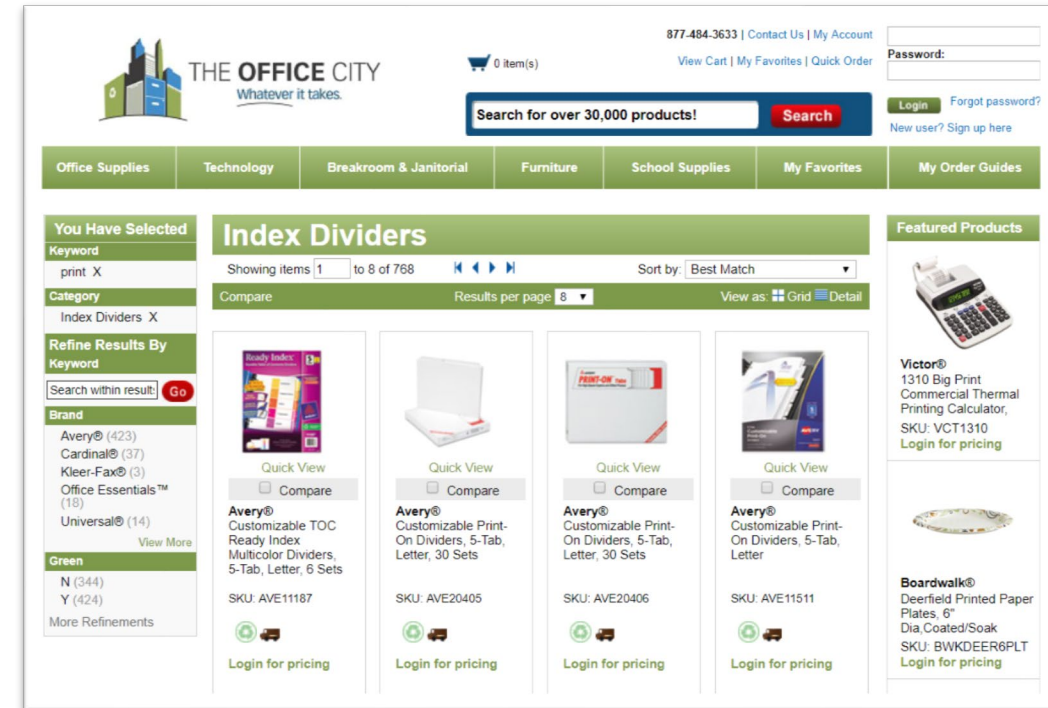 877-484-3633 | Contact Us | My Account
THE OFFICE CITY
Whatever it takes.
0 item(s)
View Cart | My Favorites | Quick Order
Password:
Search for over 30,000 products!
Search
Login
Forgot password?
New user? Sign up here
Office Supplies
Technology
Breakroom & Janitorial
Furniture
School Supplies
My Favorites
My Order Guides
You Have Selected
Keyword
print X
Category
Index Dividers X
Refine Results By
Keyword
Search within result:
Go
Brand
Avery® (423)
Cardinal® (37)
Kleer-Fax® (3)
Office Essentials™
(18)
Universal® (14)
View More
Green
N (344)
Y (424)
More Refinements
Index Dividers
Showing items 1 to 8 of 768
Sort by: Best Match
Compare
Results per page 8
View as: Grid Detail
Ready Index
Quick View
Compare
Avery®
Customizable TOC
Ready Index
Multicolor Dividers,
5-Tab, Letter, 6 Sets
SKU: AVE11187
Login for pricing
Quick View
Compare
Avery®
Customizable Print-
On Dividers, 5-Tab,
Letter, 30 Sets
SKU: AVE20405
Login for pricing
PRINT-ON
Quick View
Compare
Avery®
Customizable Print-
On Dividers, 5-Tab,
Letter, 30 Sets
SKU: AVE20406
Login for pricing
Quick View
Compare
Avery®
Customizable Print-
On Dividers, 5-Tab,
Letter
SKU: AVE11511
Login for pricing
Featured Products
Victor®
1310 Big Print
Commercial Thermal
Printing Calculator,
SKU: VCT1310
Login for pricing
Boardwalk®
Deerfield Printed Paper
Plates, 6"
Dia,Coated/Soak
SKU: BWKDEER6PLT
Login for pricing